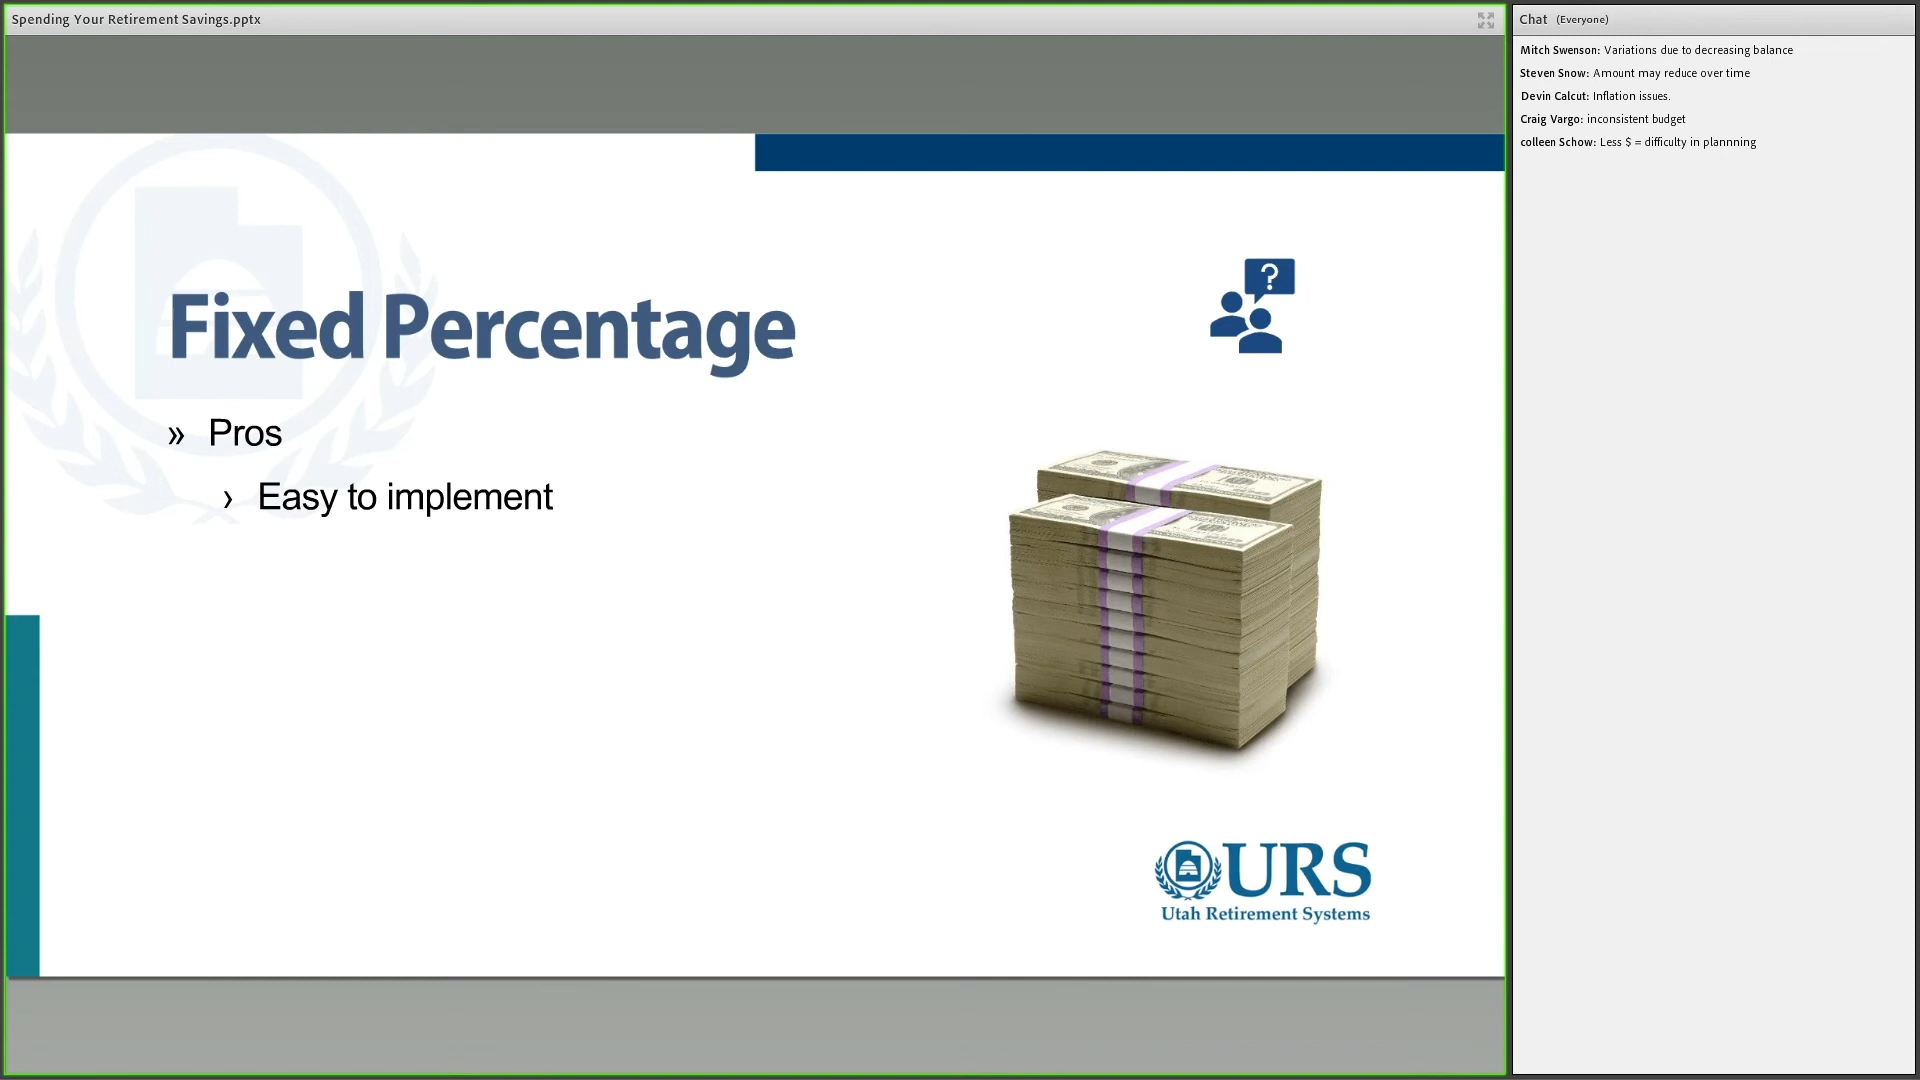 Spending Your Retirement Savings.pptx
Fixed Percentage
?
» Pros
› Easy to implement
URS
Utah Retirement Systems
Chat (Everyone)
Mitch Swenson: Variations due to decreasing balance
Steven Snow: Amount may reduce over time
Devin Calcut: Inflation issues.
Craig Vargo: inconsistent budget
colleen Schow: Less $ = difficulty in plannning